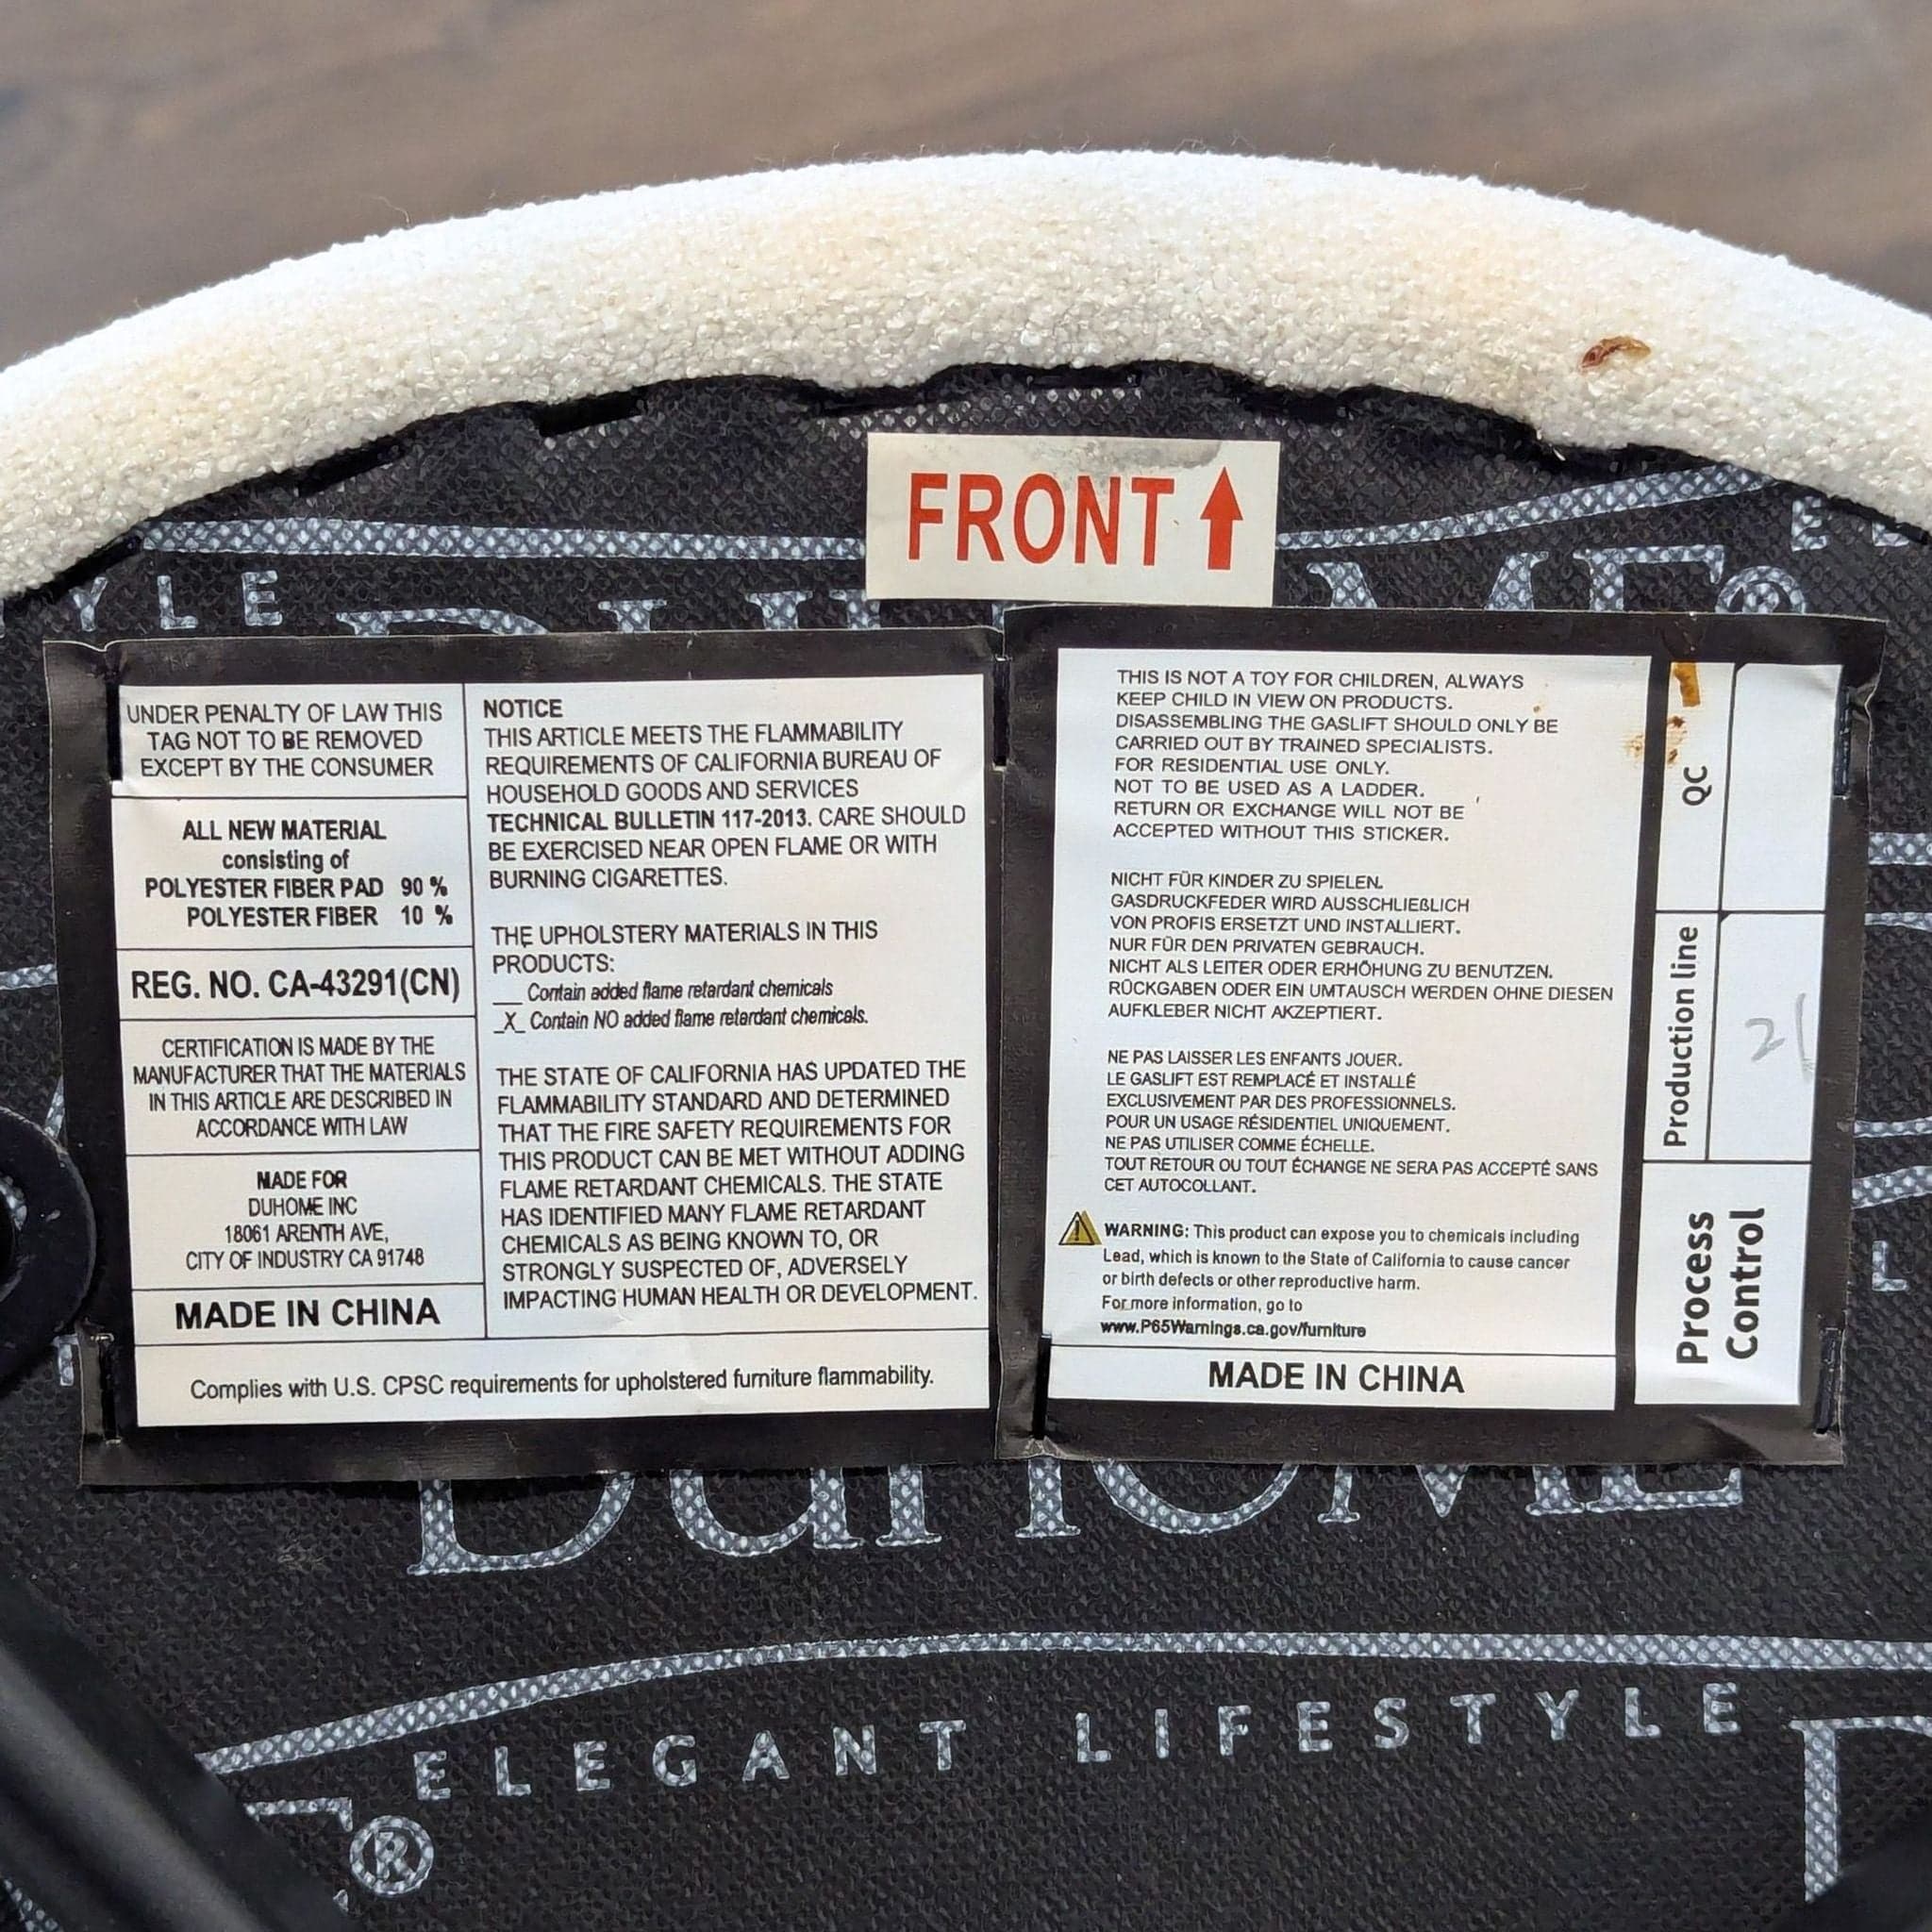 FRONT
YLE
UNDER PENALTY OF LAW THIS
TAG NOT TO BE REMOVED
EXCEPT BY THE CONSUMER
ALL NEW MATERIAL
consisting of
POLYESTER FIBER PAD 90 %
POLYESTER FIBER 10 %
REG. NO. CA-43291(CN)
CERTIFICATION IS MADE BY THE
MANUFACTURER THAT THE MATERIALS
IN THIS ARTICLE ARE DESCRIBED IN
ACCORDANCE WITH LAW
MADE FOR
DUHOME INC
18061 ARENTH AVE,
CITY OF INDUSTRY CA 91748
MADE IN CHINA
NOTICE
THIS ARTICLE MEETS THE FLAMMABILITY
REQUIREMENTS OF CALIFORNIA BUREAU OF
HOUSEHOLD GOODS AND SERVICES
TECHNICAL BULLETIN 117-2013. CARE SHOULD
BE EXERCISED NEAR OPEN FLAME OR WITH
BURNING CIGARETTES.
THE UPHOLSTERY MATERIALS IN THIS
PRODUCTS:
___ Contain added flame retardant chemicals
_X_ Contain NO added flame retardant chemicals.
THE STATE OF CALIFORNIA HAS UPDATED THE
FLAMMABILITY STANDARD AND DETERMINED
THAT THE FIRE SAFETY REQUIREMENTS FOR
THIS PRODUCT CAN BE MET WITHOUT ADDING
FLAME RETARDANT CHEMICALS. THE STATE
HAS IDENTIFIED MANY FLAME RETARDANT
CHEMICALS AS BEING KNOWN TO, OR
STRONGLY SUSPECTED OF, ADVERSELY
IMPACTING HUMAN HEALTH OR DEVELOPMENT.
Complies with U.S. CPSC requirements for upholstered furniture flammability.
THIS IS NOT A TOY FOR CHILDREN, ALWAYS
KEEP CHILD IN VIEW ON PRODUCTS.
DISASSEMBLING THE GASLIFT SHOULD ONLY BE
CARRIED OUT BY TRAINED SPECIALISTS.
FOR RESIDENTIAL USE ONLY.
NOT TO BE USED AS A LADDER.
RETURN OR EXCHANGE WILL NOT BE
ACCEPTED WITHOUT THIS STICKER.
NICHT FÜR KINDER ZU SPIELEN.
GASDRUCKFEDER WIRD AUSSCHLIEßLICH
VON PROFIS ERSETZT UND INSTALLIERT.
NUR FÜR DEN PRIVATEN GEBRAUCH.
NICHT ALS LEITER ODER ERHÖHUNG ZU BENUTZEN.
RÜCKGABEN ODER EIN UMTAUSCH WERDEN OHNE DIESEN
AUFKLEBER NICHT AKZEPTIERT.
NE PAS LAISSER LES ENFANTS JOUER.
LE GASLIFT EST REMPLACÉ ET INSTALLÉ
EXCLUSIVEMENT PAR DES PROFESSIONNELS.
POUR UN USAGE RÉSIDENTIEL UNIQUEMENT.
NE PAS UTILISER COMME ÉCHELLE.
TOUT RETOUR OU TOUT ÉCHANGE NE SERA PAS ACCEPTÉ SANS
CET AUTOCOLLANT.
WARNING: This product can expose you to chemicals including
Lead, which is known to the State of California to cause cancer
or birth defects or other reproductive harm.
For more information, go to
www.P65Warnings.ca.gov/furniture
MADE IN CHINA
QC
Production line
21
Process
Control
DUHOME
ELEGANT LIFESTYLE
®